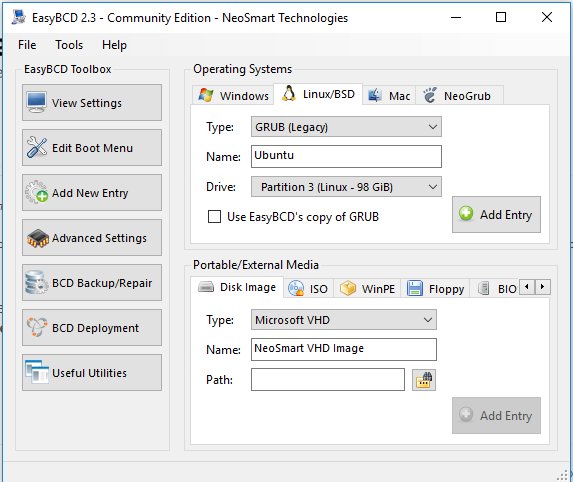 EasyBCD 2.3 - Community Edition - NeoSmart Technologies
File Tools Help
EasyBCD Toolbox
View Settings
Edit Boot Menu
Add New Entry
Advanced Settings
BCD Backup/Repair
BCD Deployment
Useful Utilities
Operating Systems
Windows Linux/BSD Mac NeoGrub
Type: GRUB (Legacy)
Name: Ubuntu
Drive: Partition 3 (Linux - 98 GiB)
Use EasyBCD's copy of GRUB
Add Entry
Portable/External Media
Disk Image ISO WinPE Floppy BIO
Type: Microsoft VHD
Name: NeoSmart VHD Image
Path:
Add Entry